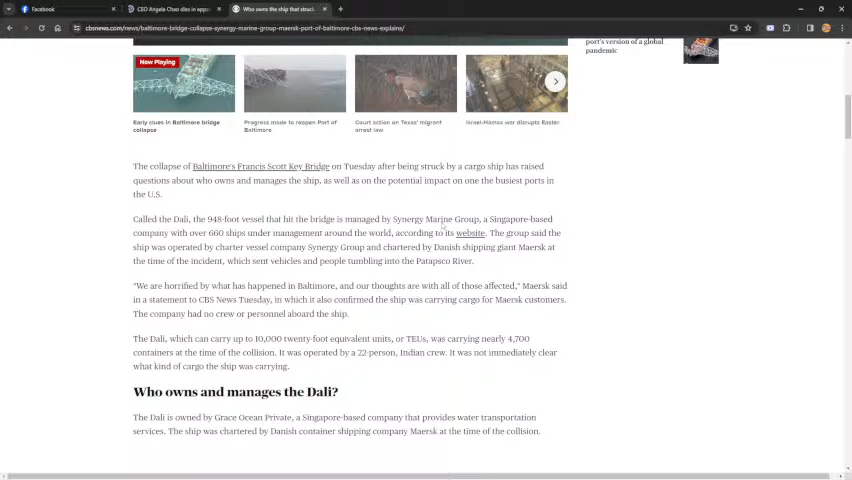 Facebook
CEO Angela Chao dies in appa
Who owns the ship that struc
cbsnews.com/news/baltimore-bridge-collapse-synergy-marine-group-maersk-port-of-baltimore-cbs-news-explains/
port's version of a global
pandemic
Now Playing
Early clues in Baltimore bridge
collapse
Progress made to reopen Port of
Baltimore
Court action on Texas' migrant
arrest law
Israel-Hamas war disrupts Easter
The collapse of Baltimore's Francis Scott Key Bridge on Tuesday after being struck by a cargo ship has raised
questions about who owns and manages the ship, as well as on the potential impact on one the busiest ports in
the U.S.
Called the Dali, the 948-foot vessel that hit the bridge is managed by Synergy Marine Group, a Singapore-based
company with over 660 ships under management around the world, according to its website. The group said the
ship was operated by charter vessel company Synergy Group and chartered by Danish shipping giant Maersk at
the time of the incident, which sent vehicles and people tumbling into the Patapsco River.
"We are horrified by what has happened in Baltimore, and our thoughts are with all of those affected," Maersk said
in a statement to CBS News Tuesday, in which it also confirmed the ship was carrying cargo for Maersk customers.
The company had no crew or personnel aboard the ship.
The Dali, which can carry up to 10,000 twenty-foot equivalent units, or TEUs, was carrying nearly 4,700
containers at the time of the collision. It was operated by a 22-person, Indian crew. It was not immediately clear
what kind of cargo the ship was carrying.
Who owns and manages the Dali?
The Dali is owned by Grace Ocean Private, a Singapore-based company that provides water transportation
services. The ship was chartered by Danish container shipping company Maersk at the time of the collision.